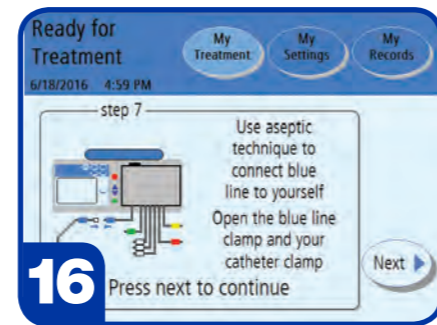 Ready for
Treatment
6/18/2016 4:59 PM
My
Treatment
My
Settings
My
Records
step 7
Use aseptic
technique to
connect blue
line to yourself
Open the blue line
clamp and your
catheter clamp
Next
16
Press next to continue